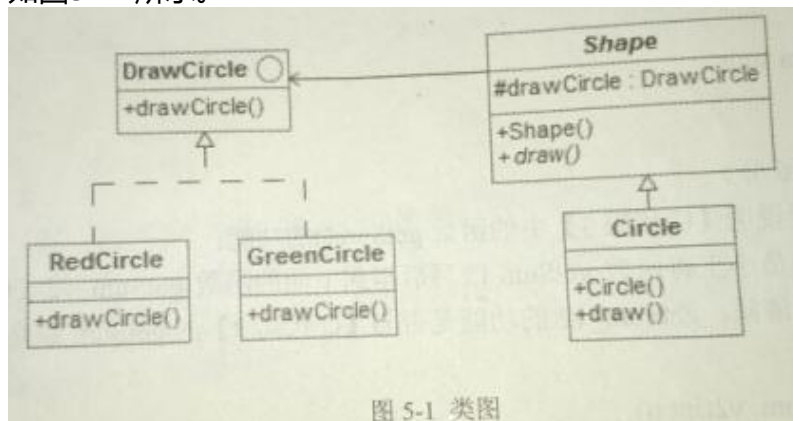 DrawCircle
+drawCircle()
Shape
#drawCircle : DrawCircle
+Shape()
+draw()
RedCircle
+drawCircle()
GreenCircle
+drawCircle()
Circle
+Circle()
+draw()
图 5-1 类图